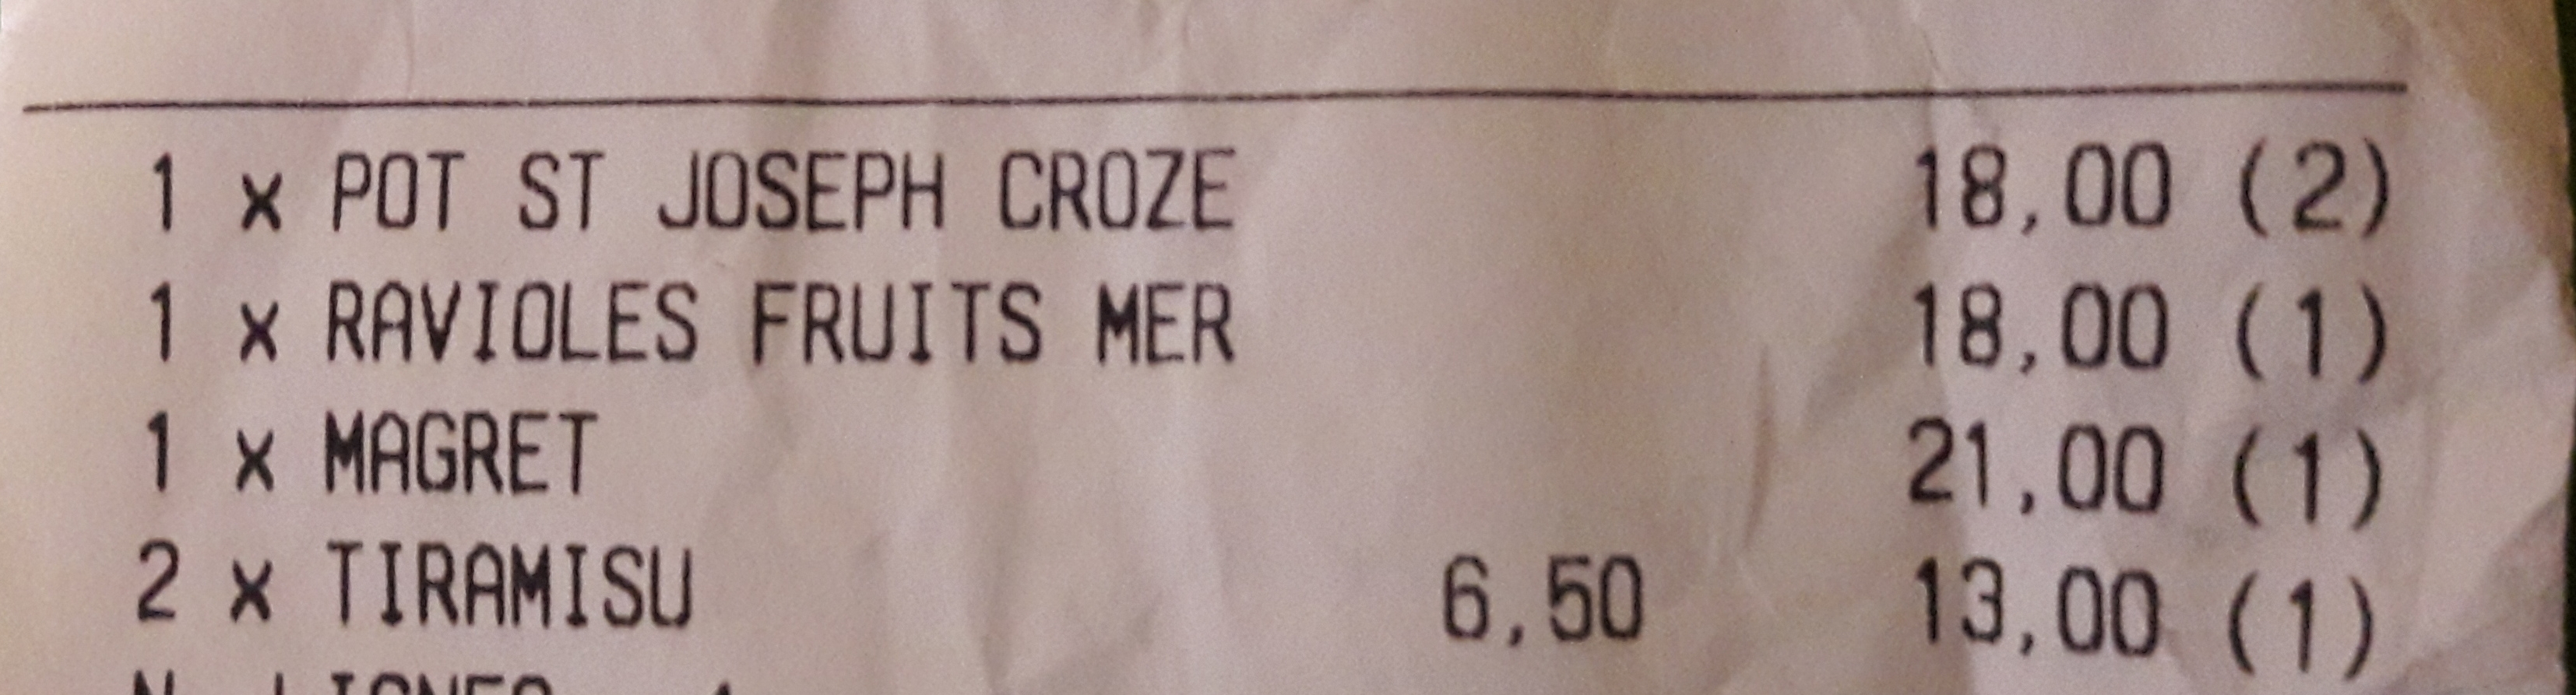 1 x POT ST JOSEPH CROZE 18,00 (2)
1 x RAVIOLES FRUITS MER 18,00 (1)
1 x MAGRET 21,00 (1)
2 x TIRAMISU 6,50 13,00 (1)